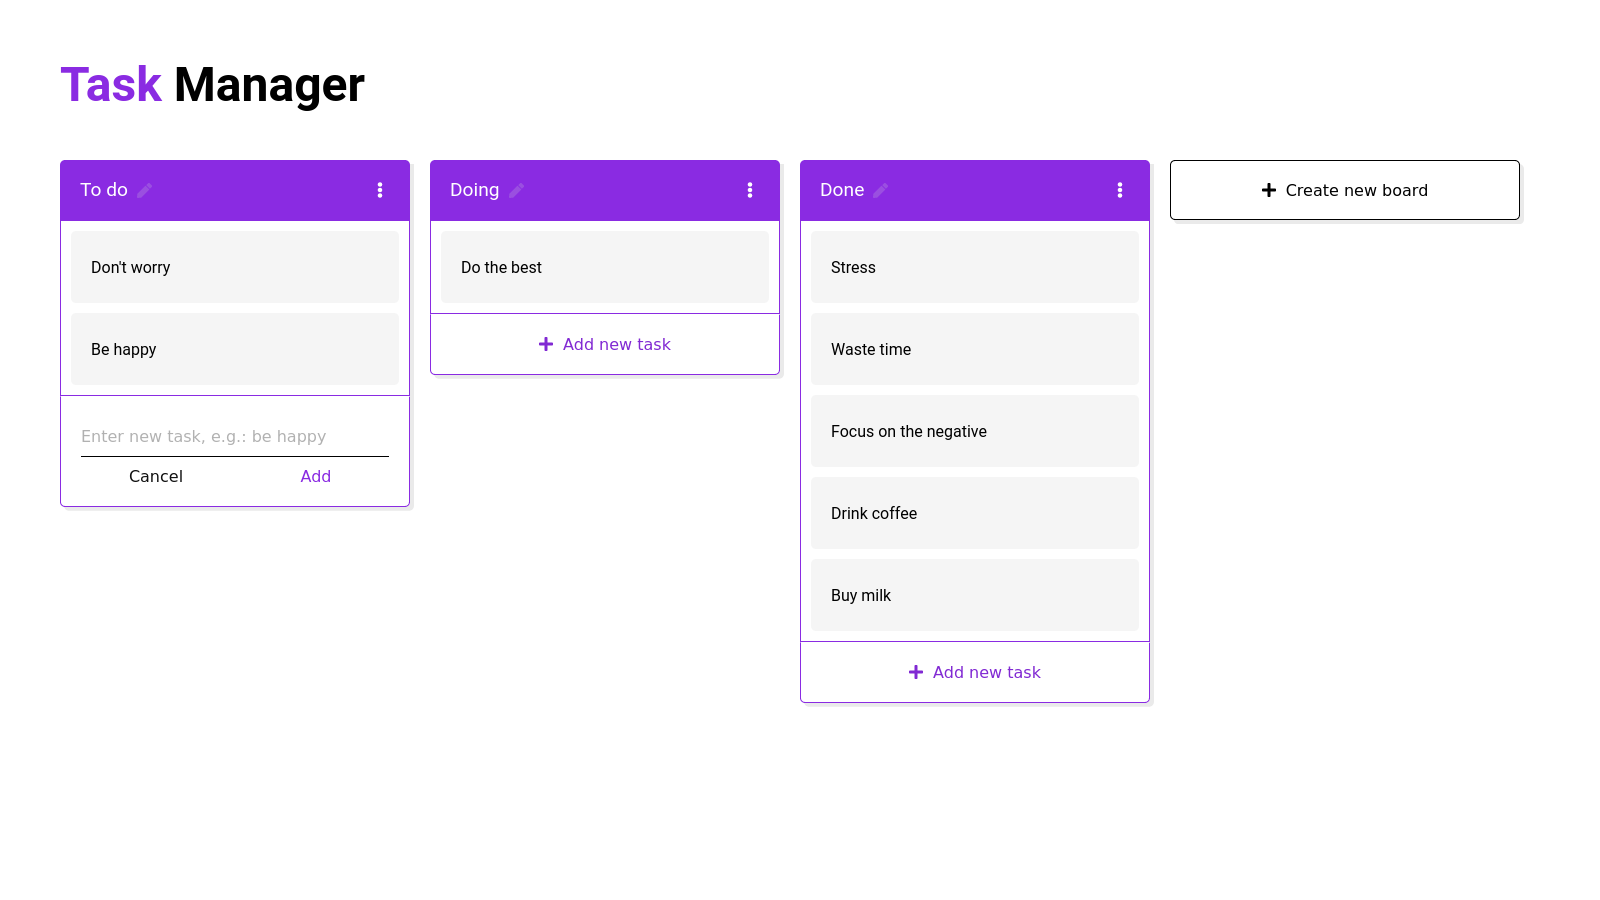 Task Manager
To do
Don't worry
Be happy
Enter new task, e.g.: be happy
Cancel
Add
Doing
Do the best
Add new task
Done
Stress
Waste time
Focus on the negative
Drink coffee
Buy milk
Add new task
Create new board